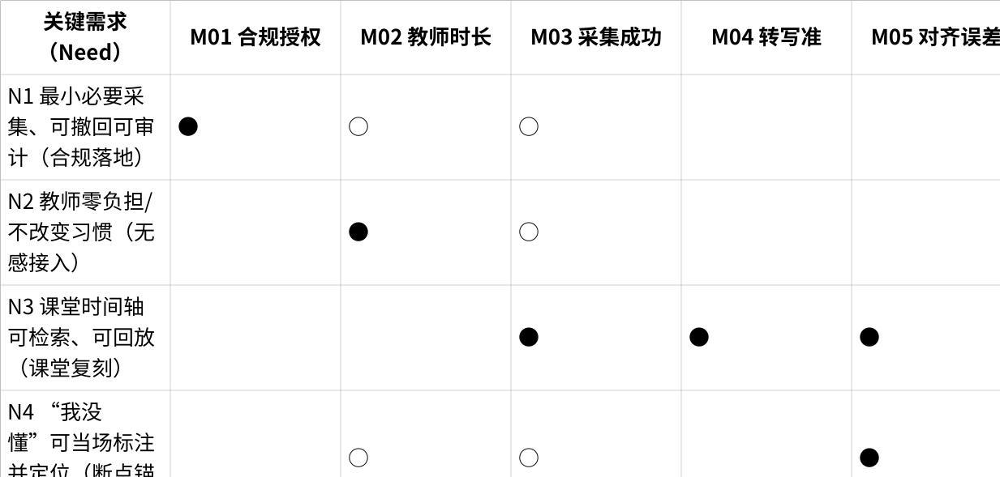 关键需求
（Need）
M01 合规授权
M02 教师时长
M03 采集成功
M04 转写准
M05 对齐误差
N1 最小必要采
集、可撤回可审
计（合规落地）
●
○
○
N2 教师零负担/
不改变习惯（无
感接入）
●
○
N3 课堂时间轴
可检索、可回放
（课堂复刻）
●
●
●
N4 “我没
懂”可当场标注
并定位（断点锚
○
○
●